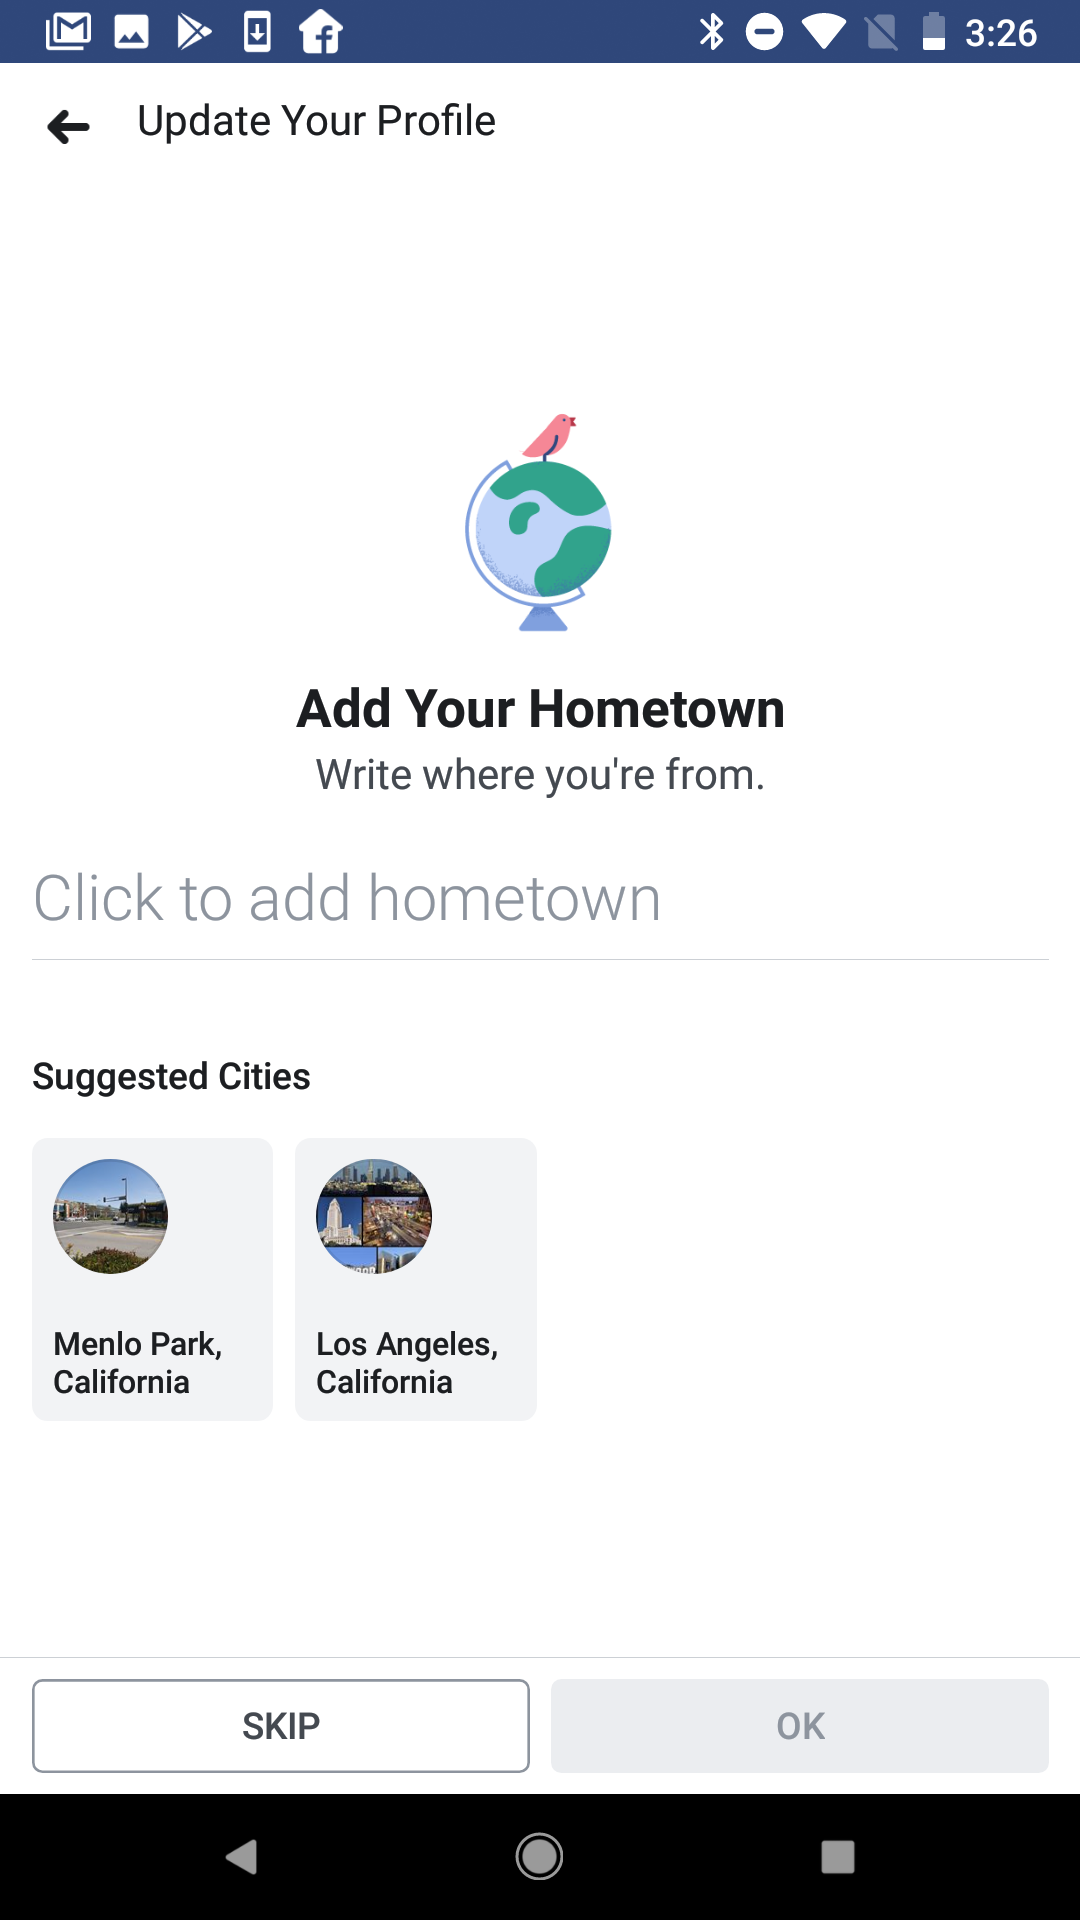 3:26
Update Your Profile
Add Your Hometown
Write where you're from.
Click to add hometown
Suggested Cities
Menlo Park,
California
Los Angeles,
California
SKIP
OK